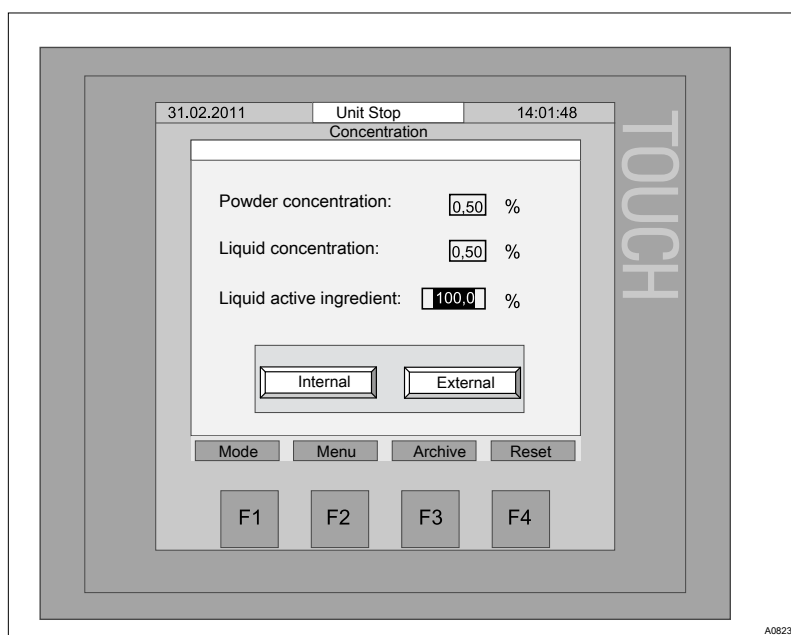 31.02.2011 Unit Stop 14:01:48
Concentration
Powder concentration: 0,50 %
Liquid concentration: 0,50 %
Liquid active ingredient: 100,0 %
Internal External
Mode Menu Archive Reset
F1 F2 F3 F4
TOUCH
A0823